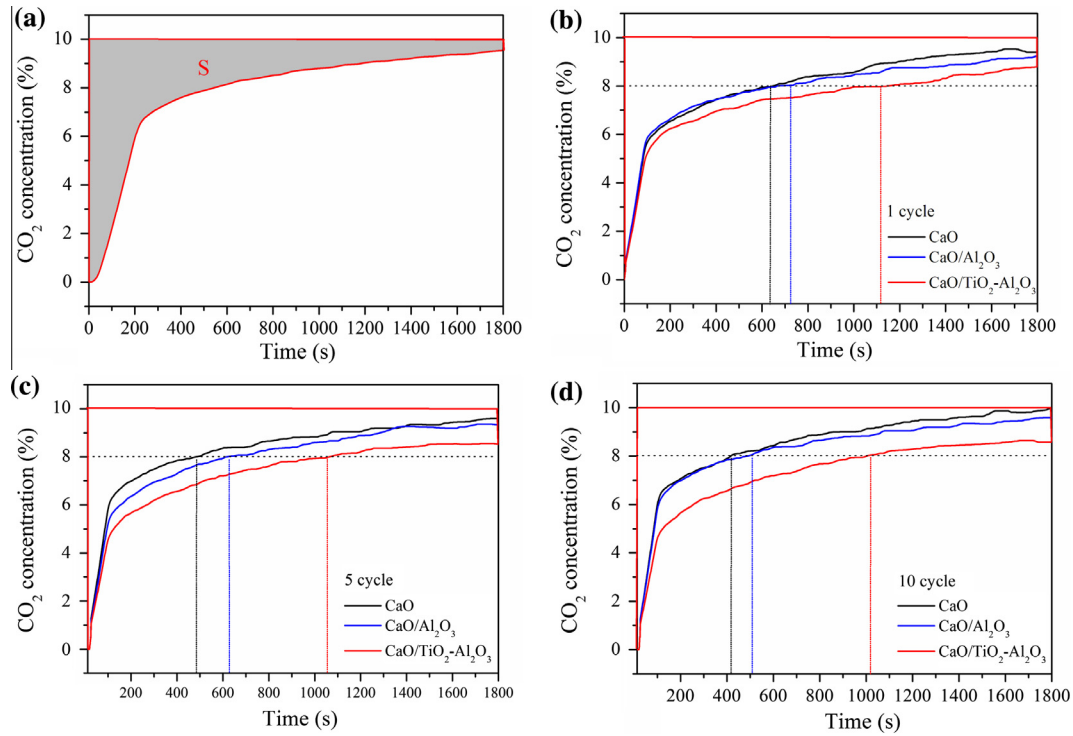 (a)
CO₂ concentration (%)
10
8
6
4
2
0
S
0 200 400 600 800 1000 1200 1400 1600 1800
Time (s)
(b)
CO₂ concentration (%)
10
8
6
4
2
0
1 cycle
CaO
CaO/Al₂O₃
CaO/TiO₂-Al₂O₃
0 200 400 600 800 1000 1200 1400 1600 1800
Time (s)
(c)
CO₂ concentration (%)
10
8
6
4
2
0
5 cycle
CaO
CaO/Al₂O₃
CaO/TiO₂-Al₂O₃
200 400 600 800 1000 1200 1400 1600 1800
Time (s)
(d)
CO₂ concentration (%)
10
8
6
4
2
0
10 cycle
CaO
CaO/Al₂O₃
CaO/TiO₂-Al₂O₃
200 400 600 800 1000 1200 1400 1600 1800
Time (s)